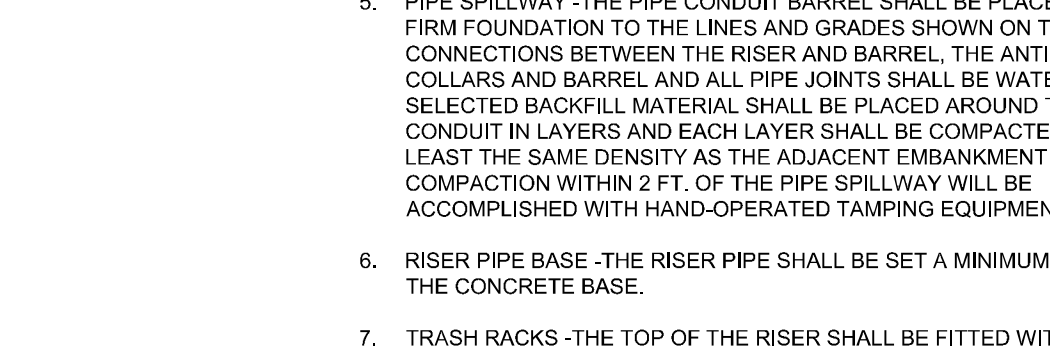 5. PIPE SPILLWAY -THE PIPE CONDUIT BARREL SHALL BE PLACE
FIRM FOUNDATION TO THE LINES AND GRADES SHOWN ON T
CONNECTIONS BETWEEN THE RISER AND BARREL, THE ANTI
COLLARS AND BARREL AND ALL PIPE JOINTS SHALL BE WATE
SELECTED BACKFILL MATERIAL SHALL BE PLACED AROUND T
CONDUIT IN LAYERS AND EACH LAYER SHALL BE COMPACTE
LEAST THE SAME DENSITY AS THE ADJACENT EMBANKMENT
COMPACTION WITHIN 2 FT. OF THE PIPE SPILLWAY WILL BE
ACCOMPLISHED WITH HAND-OPERATED TAMPING EQUIPMEN
6. RISER PIPE BASE -THE RISER PIPE SHALL BE SET A MINIMUM
THE CONCRETE BASE.
7. TRASH RACKS -THE TOP OF THE RISER SHALL BE FITTED WIT